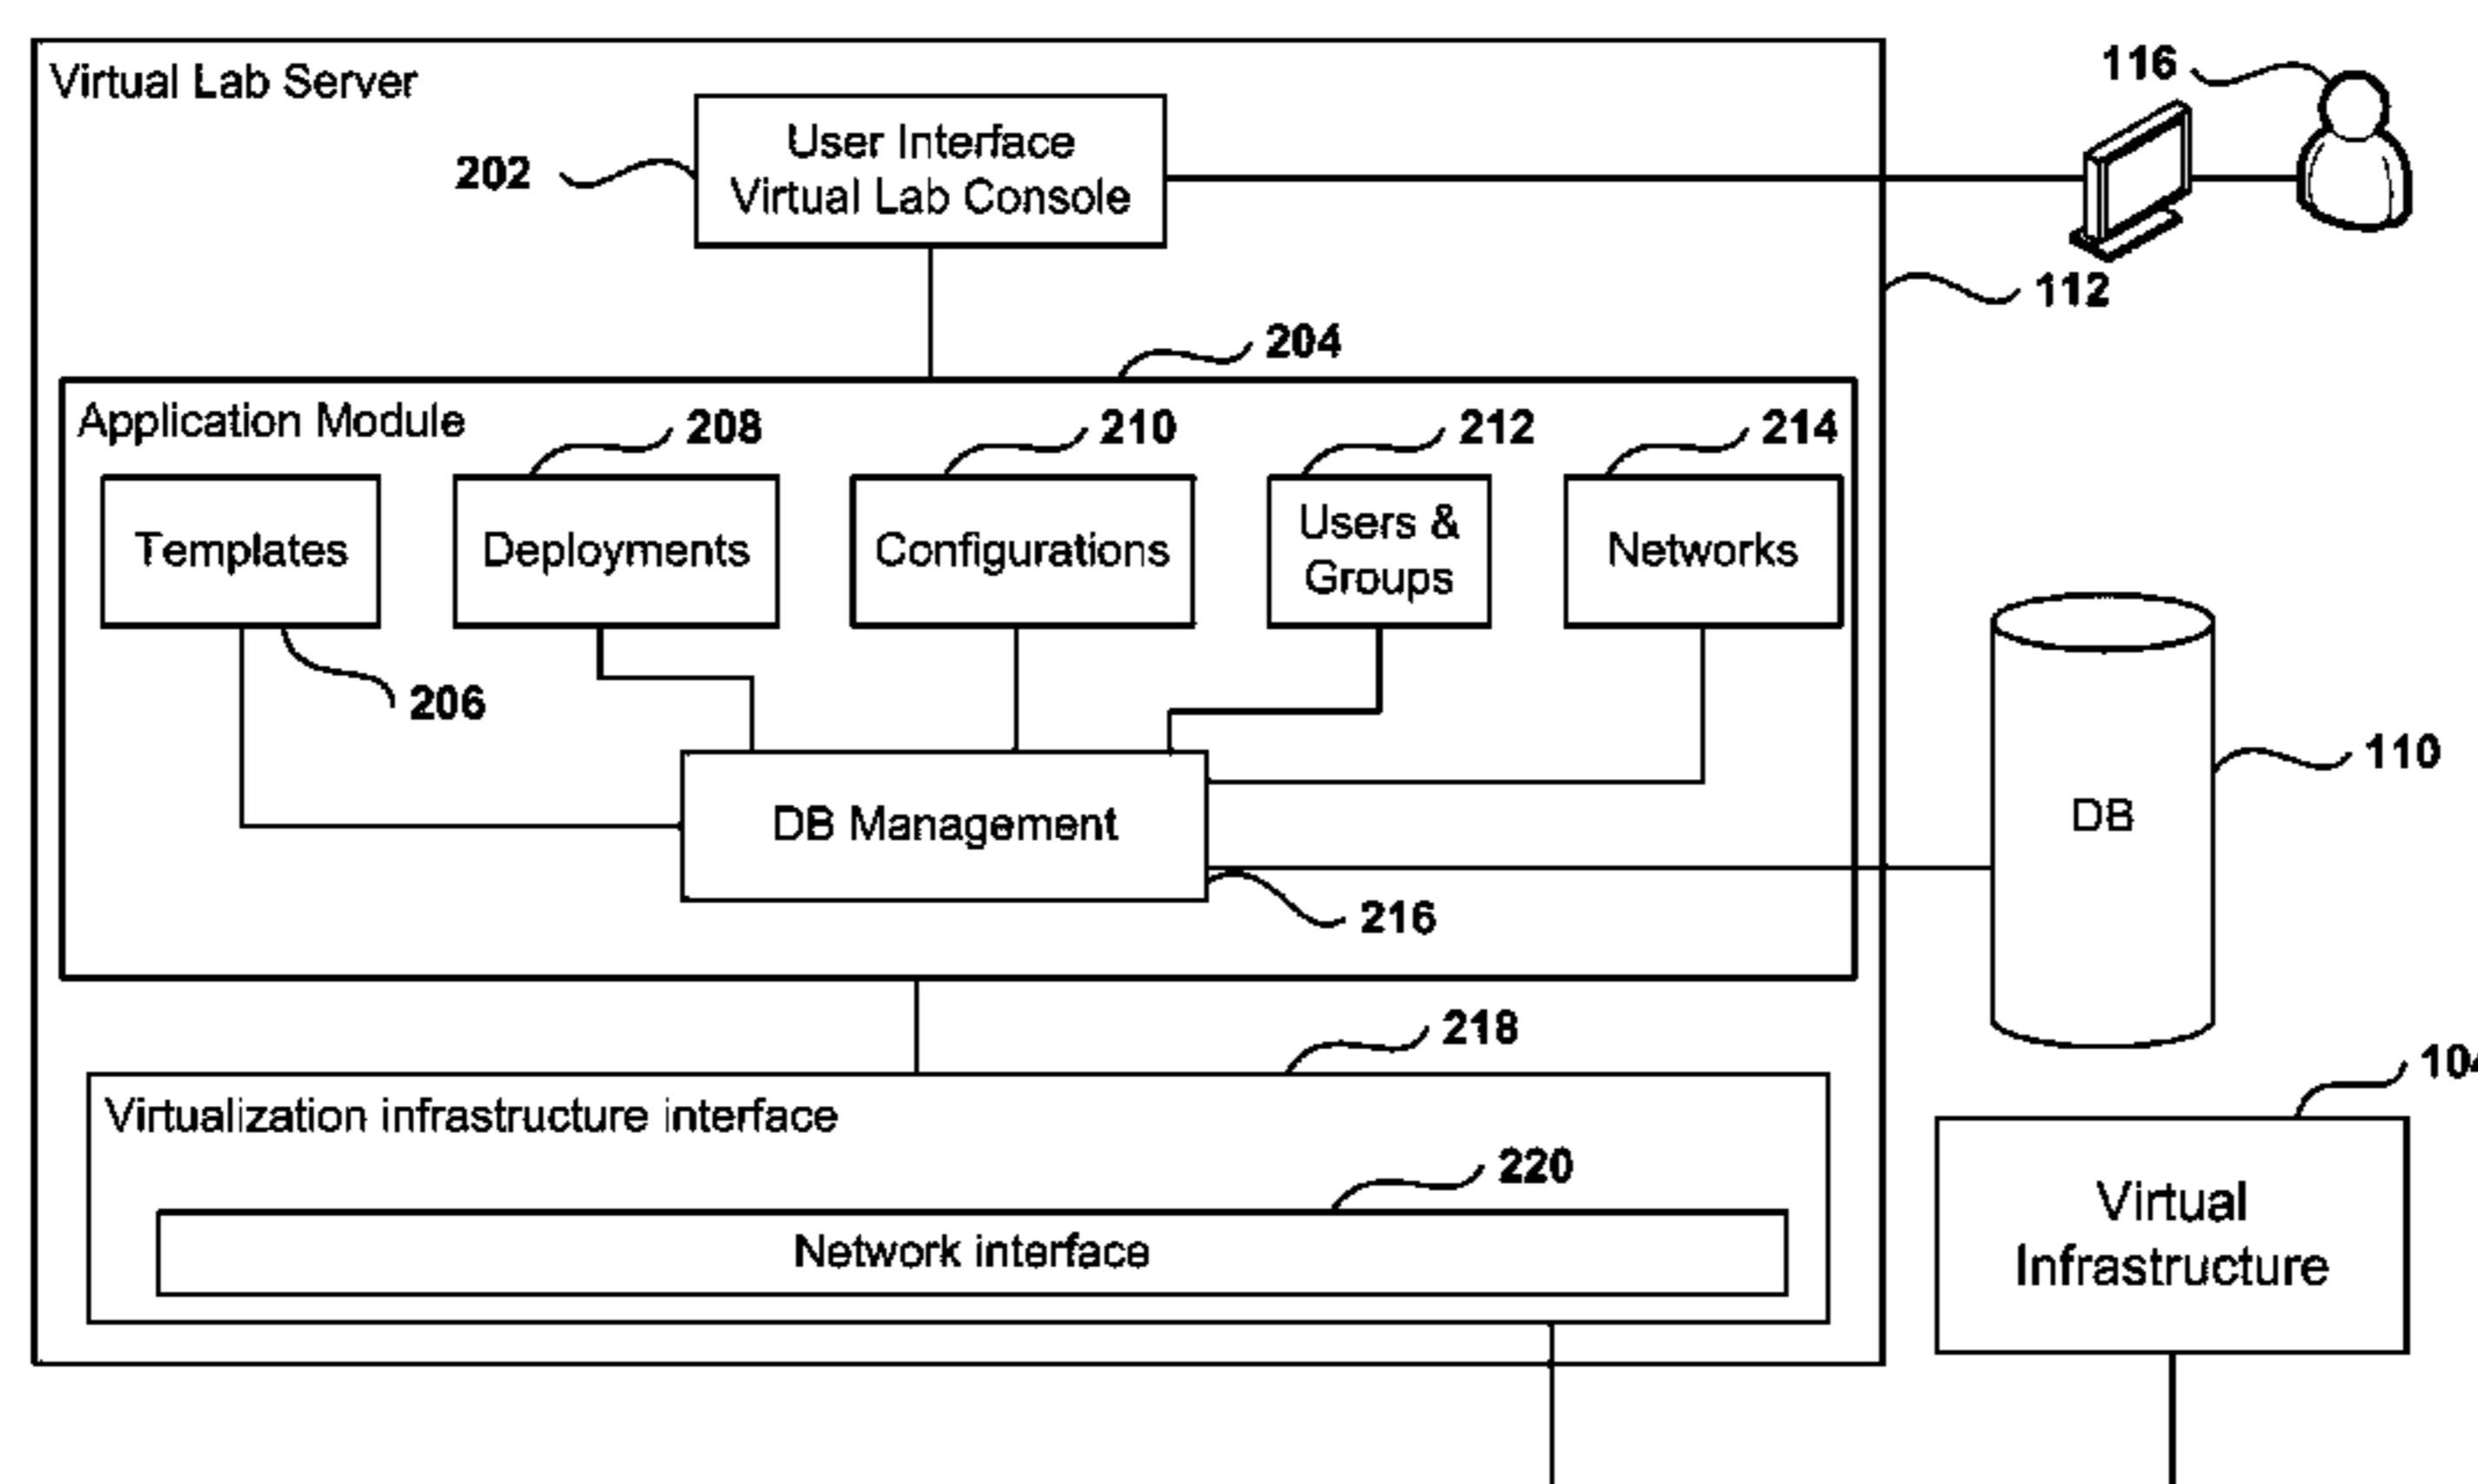 Virtual Lab Server
116
User Interface
Virtual Lab Console
202
112
204
Application Module
208
210
212
214
Templates
Deployments
Configurations
Users &
Groups
Networks
206
110
DB Management
DB
216
218
104
Virtualization infrastructure interface
220
Network interface
Virtual
Infrastructure